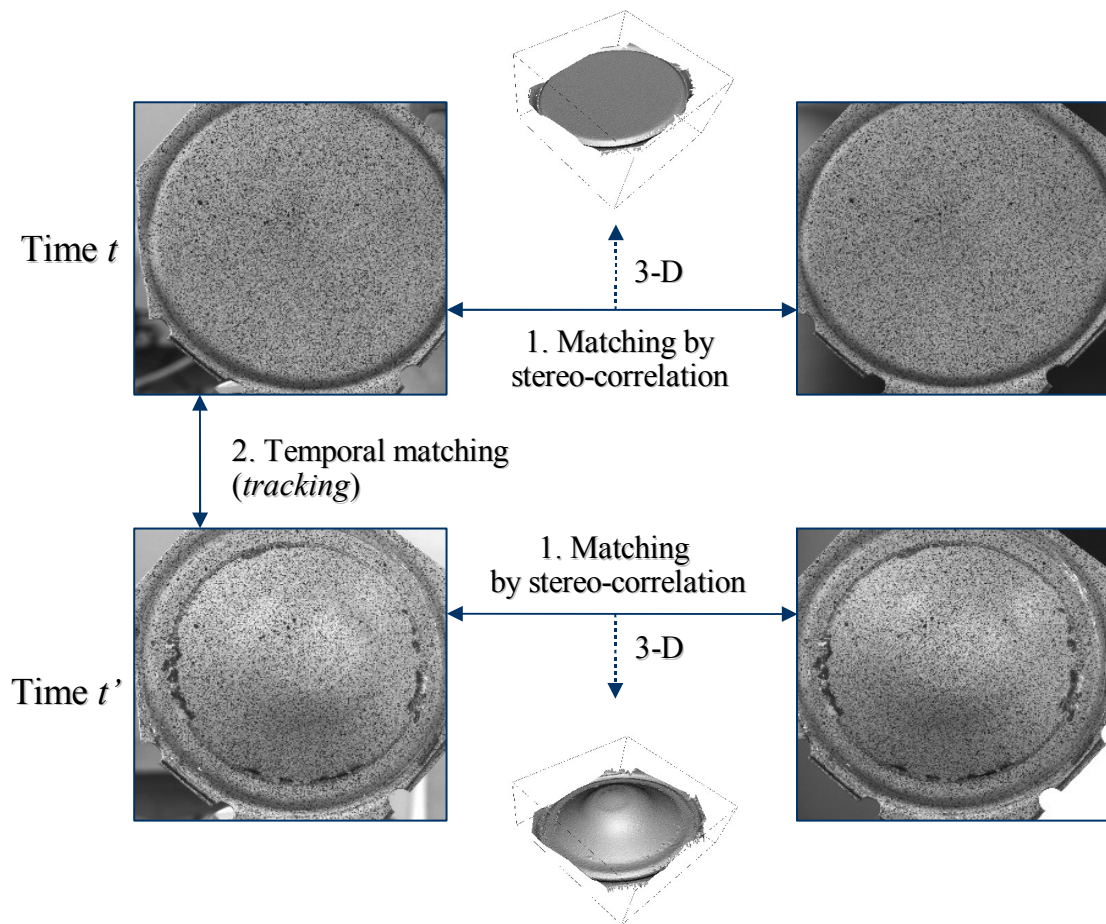 Time t
3-D
1. Matching by
stereo-correlation
2. Temporal matching
(tracking)
1. Matching
by stereo-correlation
Time t’
3-D